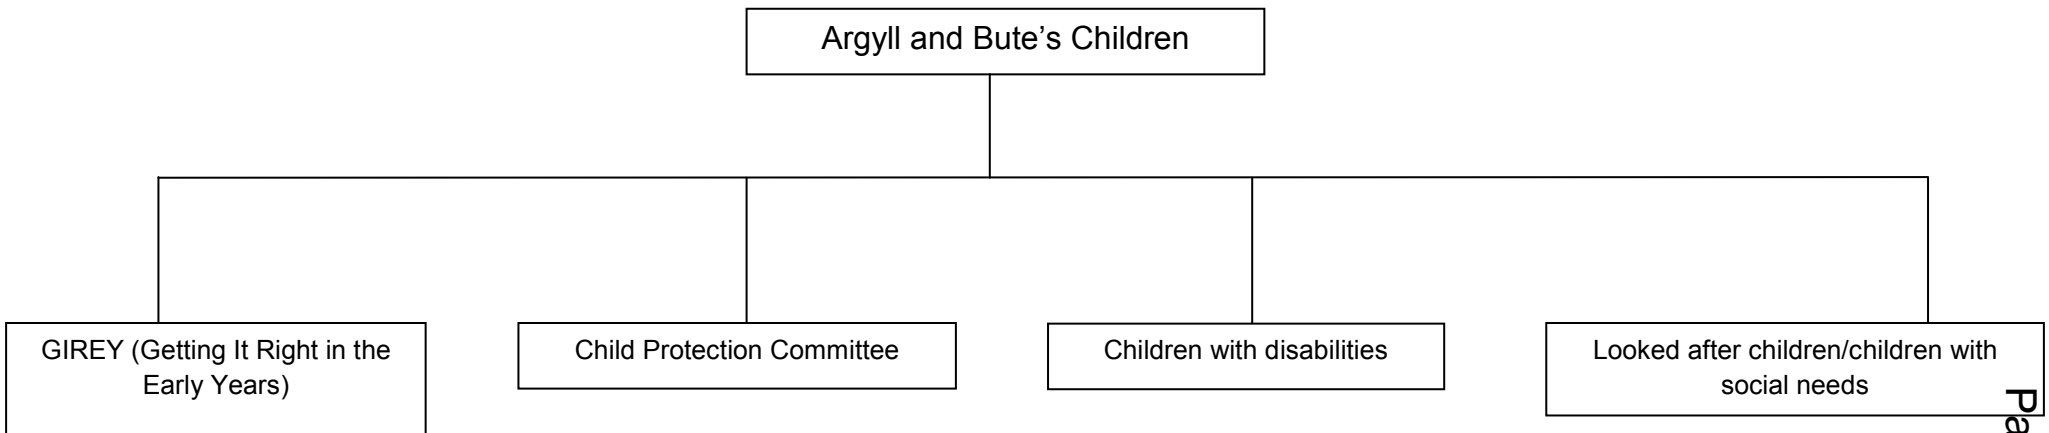 Argyll and Bute’s Children
GIREY (Getting It Right in the
Early Years)
Child Protection Committee
Children with disabilities
Looked after children/children with
social needs